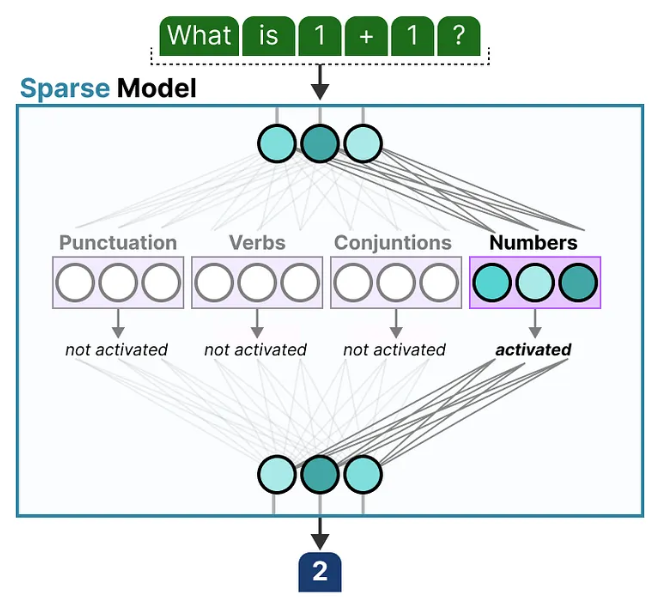 What is 1 + 1 ?
Sparse Model
Punctuation Verbs Conjuntions Numbers
not activated not activated not activated activated
2